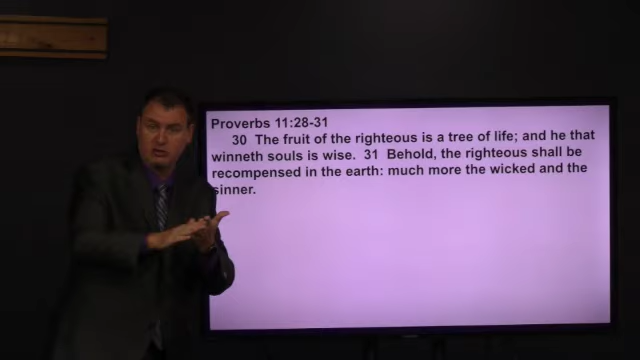 Proverbs 11:28-31
30 The fruit of the righteous is a tree of life; and he that
winneth souls is wise. 31 Behold, the righteous shall be
recompensed in the earth: much more the wicked and the
sinner.